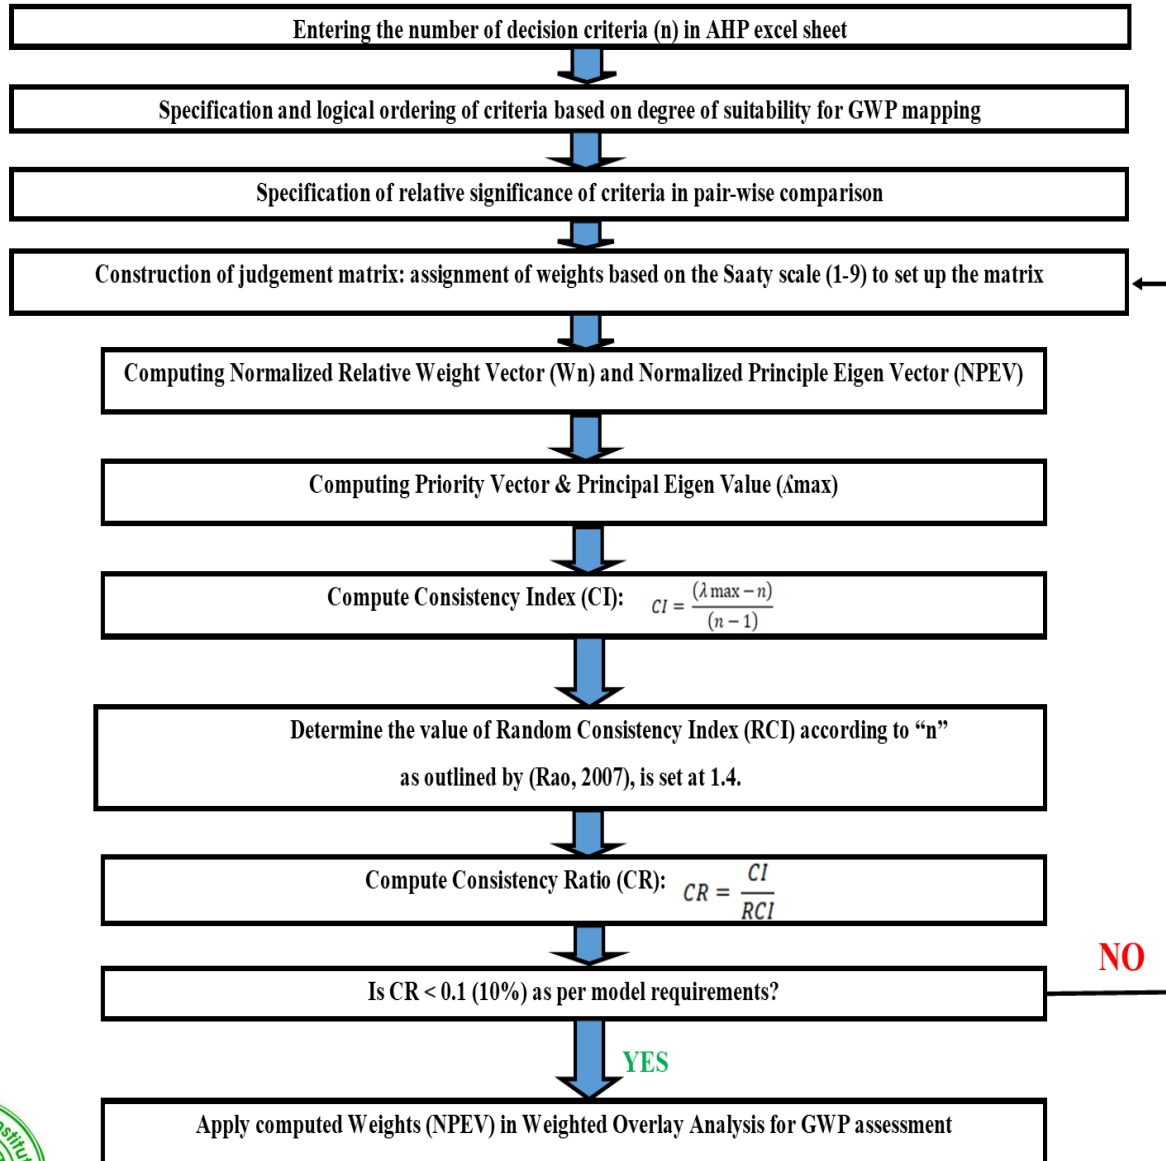 Entering the number of decision criteria (n) in AHP excel sheet
Specification and logical ordering of criteria based on degree of suitability for GWP mapping
Specification of relative significance of criteria in pair-wise comparison
Construction of judgement matrix: assignment of weights based on the Saaty scale (1-9) to set up the matrix
Computing Normalized Relative Weight Vector (Wn) and Normalized Principle Eigen Vector (NPEV)
Computing Priority Vector & Principal Eigen Value (ʎmax)
Compute Consistency Index (CI): CI = (λ max − n) / (n − 1)
Determine the value of Random Consistency Index (RCI) according to “n”
as outlined by (Rao, 2007), is set at 1.4.
Compute Consistency Ratio (CR): CR = CI / RCI
NO
Is CR < 0.1 (10%) as per model requirements?
YES
Apply computed Weights (NPEV) in Weighted Overlay Analysis for GWP assessment